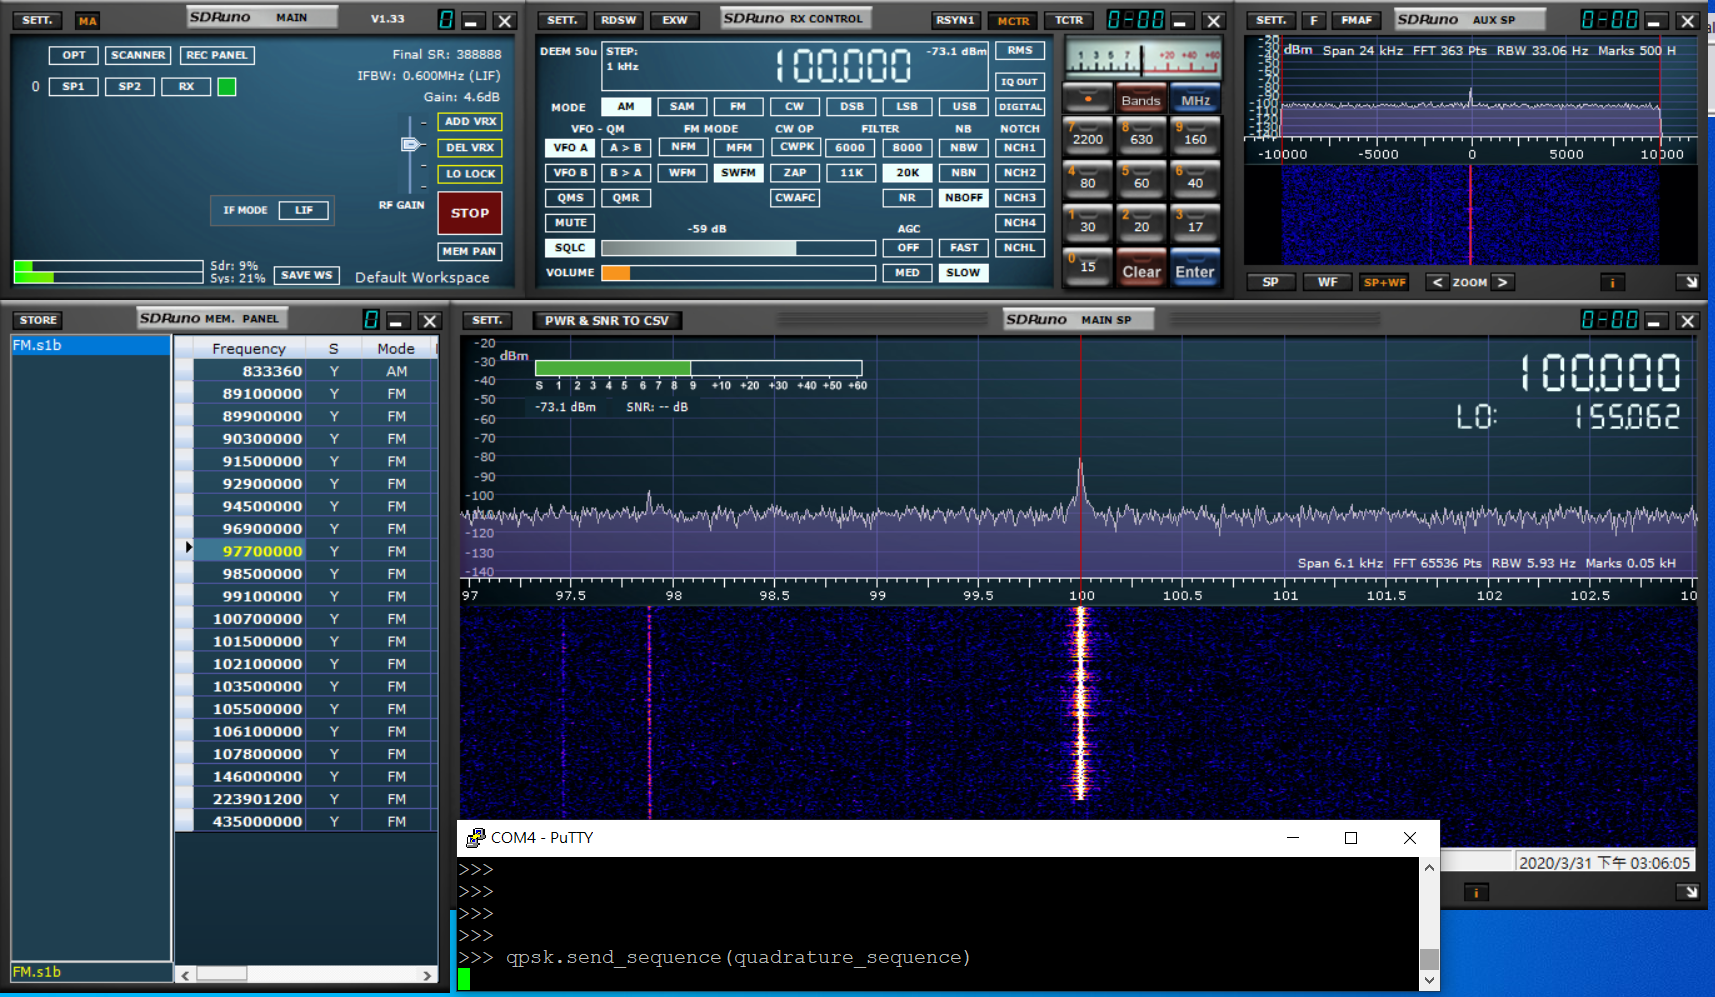 SETT. MA SDRuno MAIN V1.33 0
OPT SCANNER REC PANEL
Final SR: 388888
IFBW: 0.600MHz (LIF)
Gain: 4.6dB
0 SP1 SP2 RX
ADD VRX
DEL VRX
LO LOCK
RF GAIN
IF MODE LIF
STOP
MEM PAN
Sdr: 9%
Sys: 21%
SAVE WS Default Workspace
SETT. RDSW EXW SDRuno RX CONTROL RSYN1 MCTR TCTR 0-00
DEEM 50u STEP:
1 kHz
100.000
-73.1 dBm RMS
IQ OUT
MODE AM SAM FM CW DSB LSB USB DIGITAL
VFO - QM FM MODE CW OP FILTER NB NOTCH
VFO A A > B NFM MFM CWPK 6000 8000 NBW NCH1
VFO B B > A WFM SWFM ZAP 11K 20K NBN NCH2
QMS QMR CWAFC NR NBOFF NCH3
MUTE -59 dB AGC NCH4
SQLC OFF FAST NCHL
VOLUME MED SLOW
1 3 5 7 +20 +40 +60
Bands MHz
7 2200 8 630 9 160
4 80 5 60 6 40
1 30 2 20 3 17
0 15 Clear Enter
SETT. F FMAF SDRuno AUX SP 0-00
dBm Span 24 kHz FFT 363 Pts RBW 33.06 Hz Marks 500 H
-10000 -5000 0 5000 10000
SP WF SP+WF < ZOOM > i
STORE SDRuno MEM. PANEL 0
FM.s1b
Frequency S Mode
833360 Y AM
89100000 Y FM
89900000 Y FM
90300000 Y FM
91500000 Y FM
92900000 Y FM
94500000 Y FM
96900000 Y FM
97700000 Y FM
98500000 Y FM
99100000 Y FM
100700000 Y FM
101500000 Y FM
102100000 Y FM
103500000 Y FM
105500000 Y FM
106100000 Y FM
107800000 Y FM
146000000 Y FM
223901200 Y FM
435000000 Y FM
FM.s1b
SETT. PWR & SNR TO CSV SDRuno MAIN SP 0-00
dBm
S 1 2 3 4 5 6 7 8 9 +10 +20 +30 +40 +50 +60
-73.1 dBm SNR: -- dB
100.000
LO: 155.062
-20
-30
-40
-50
-60
-70
-80
-90
-100
-110
-120
-130
-140
Span 6.1 kHz FFT 65536 Pts RBW 5.93 Hz Marks 0.05 kH
97 97.5 98 98.5 99 99.5 100 100.5 101 101.5 102 102.5 10
2020/3/31 下午 03:06:05
i
COM4 - PuTTY
>>>
>>>
>>>
>>>
>>> qpsk.send_sequence(quadrature_sequence)